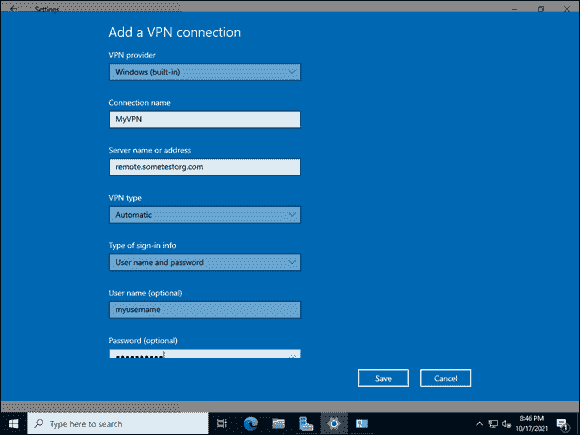 Settings
Add a VPN connection
VPN provider
Windows (built-in)
Connection name
MyVPN
Server name or address
remote.sometestorg.com
VPN type
Automatic
Type of sign-in info
User name and password
User name (optional)
myusername
Password (optional)
••••••••••
Save
Cancel
Type here to search
8:46 PM
10/17/2021
1